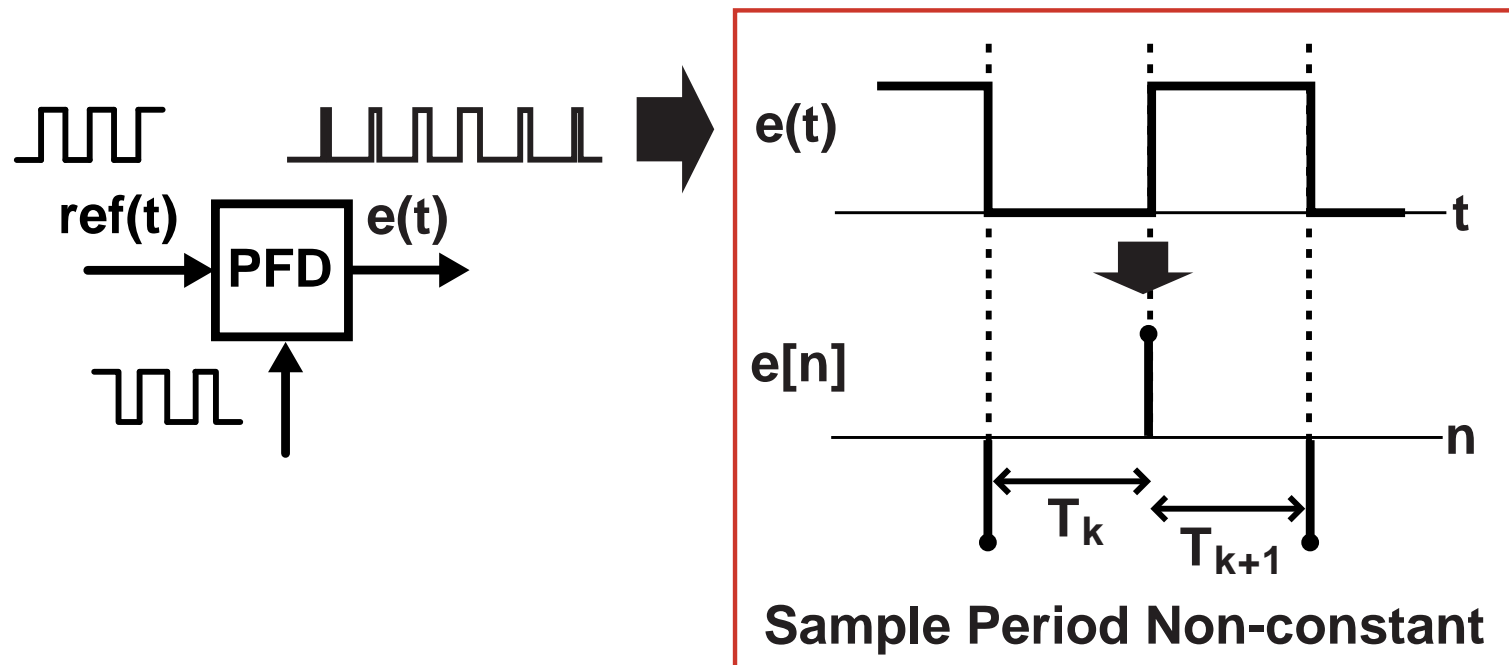 ref(t)
e(t)
PFD
e(t)
t
e[n]
n
Tk
Tk+1
Sample Period Non-constant